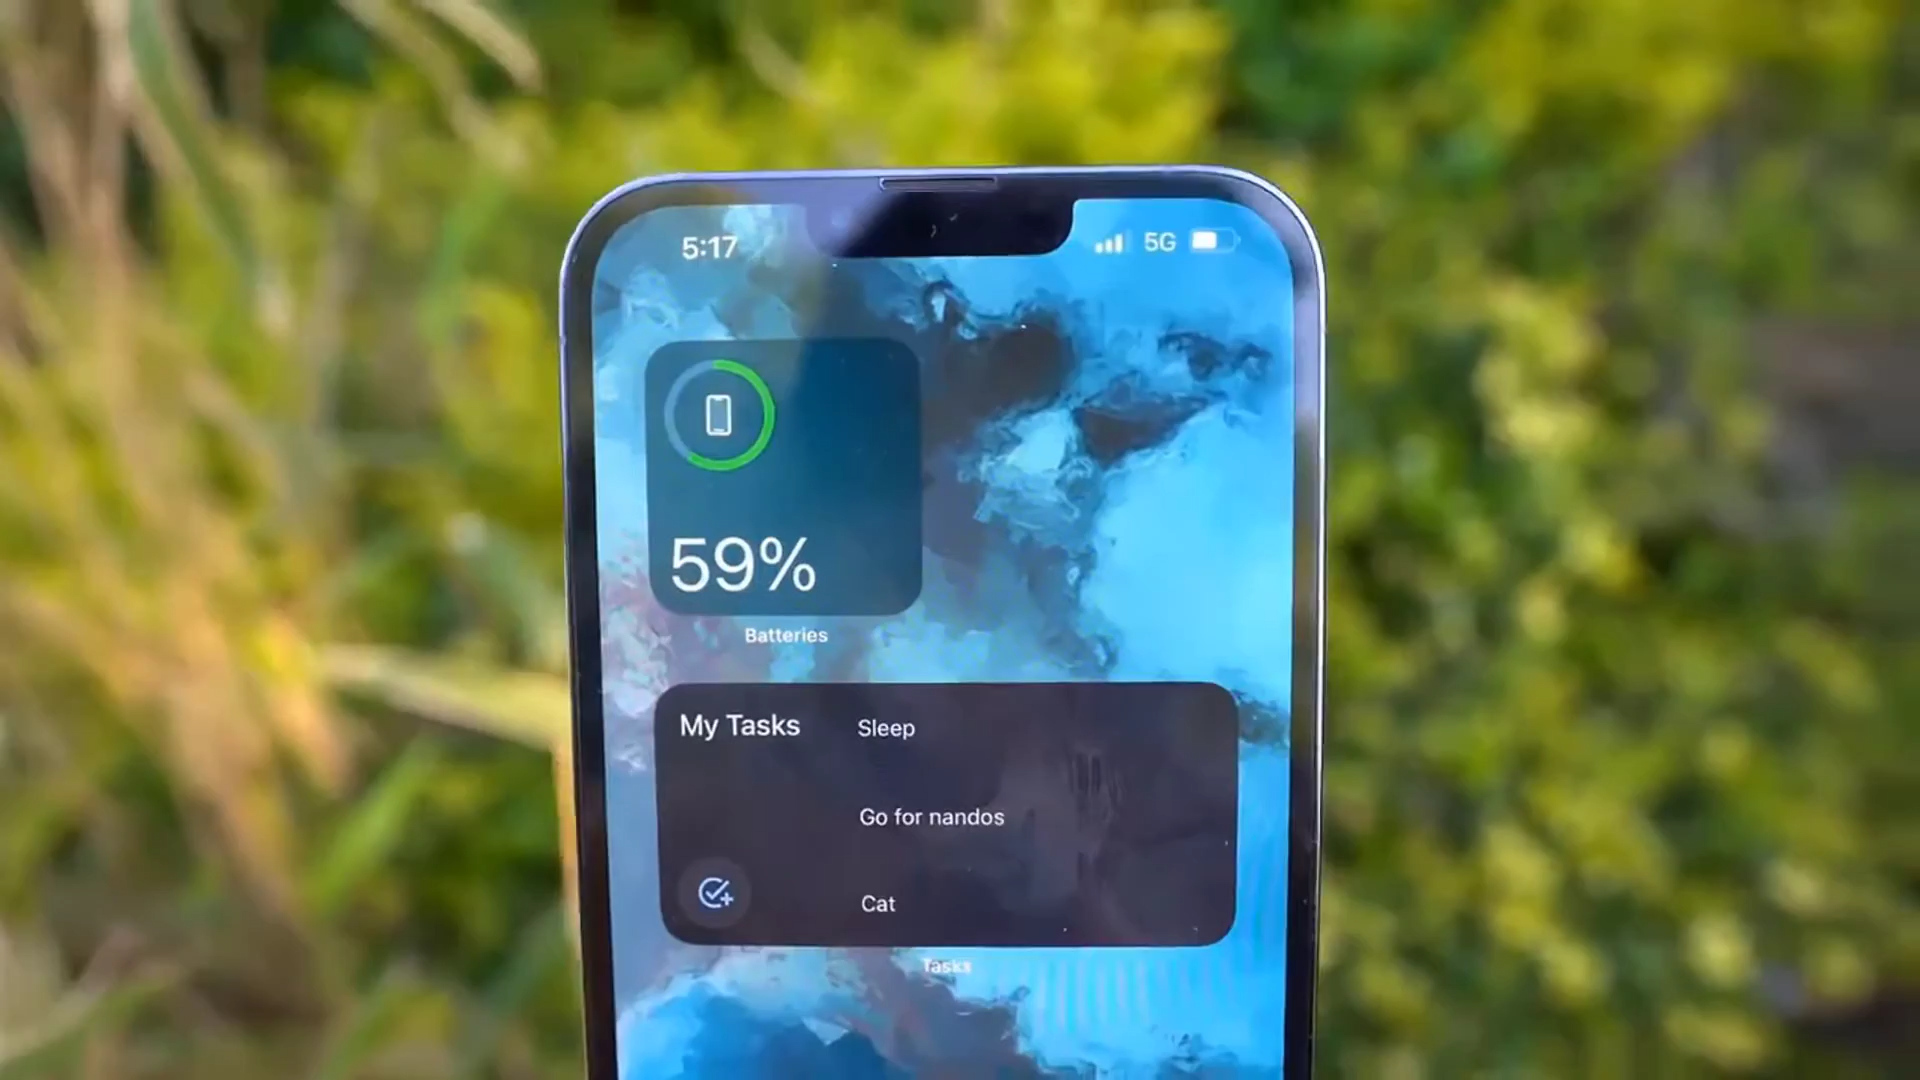 5:17
5G
59%
Batteries
My Tasks
Sleep
Go for nandos
Cat
Tasks